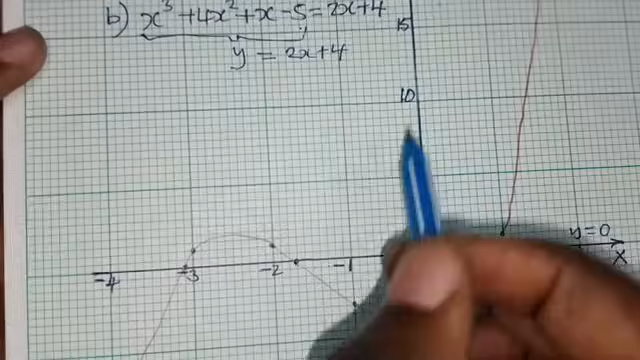 b) x³ + 4x² + x - 5 = 2x + 4
y = 2x + 4
15
10
y = 0
-4 -3 -2 -1 X